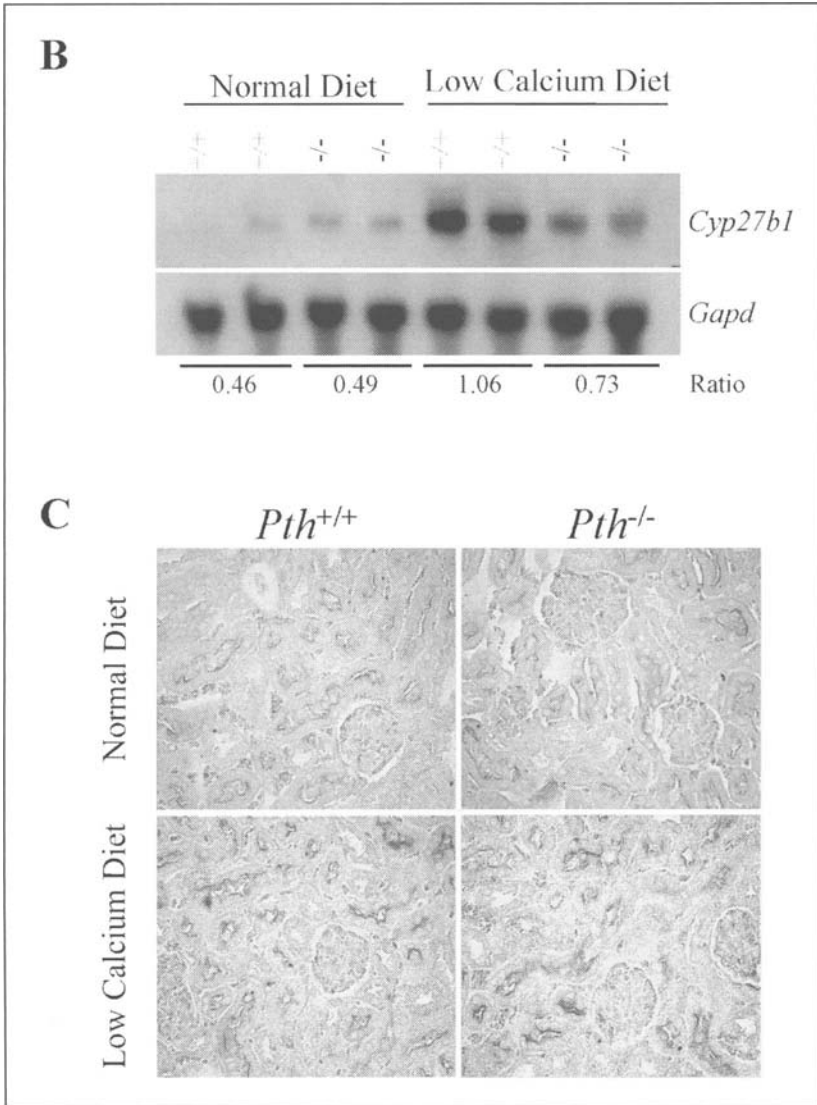 B
Normal Diet Low Calcium Diet
+/+ +/+ -/- -/- +/+ +/+ -/- -/-
Cyp27b1
Gapd
0.46 0.49 1.06 0.73 Ratio
C
Pth+/+ Pth-/-
Normal Diet
Low Calcium Diet